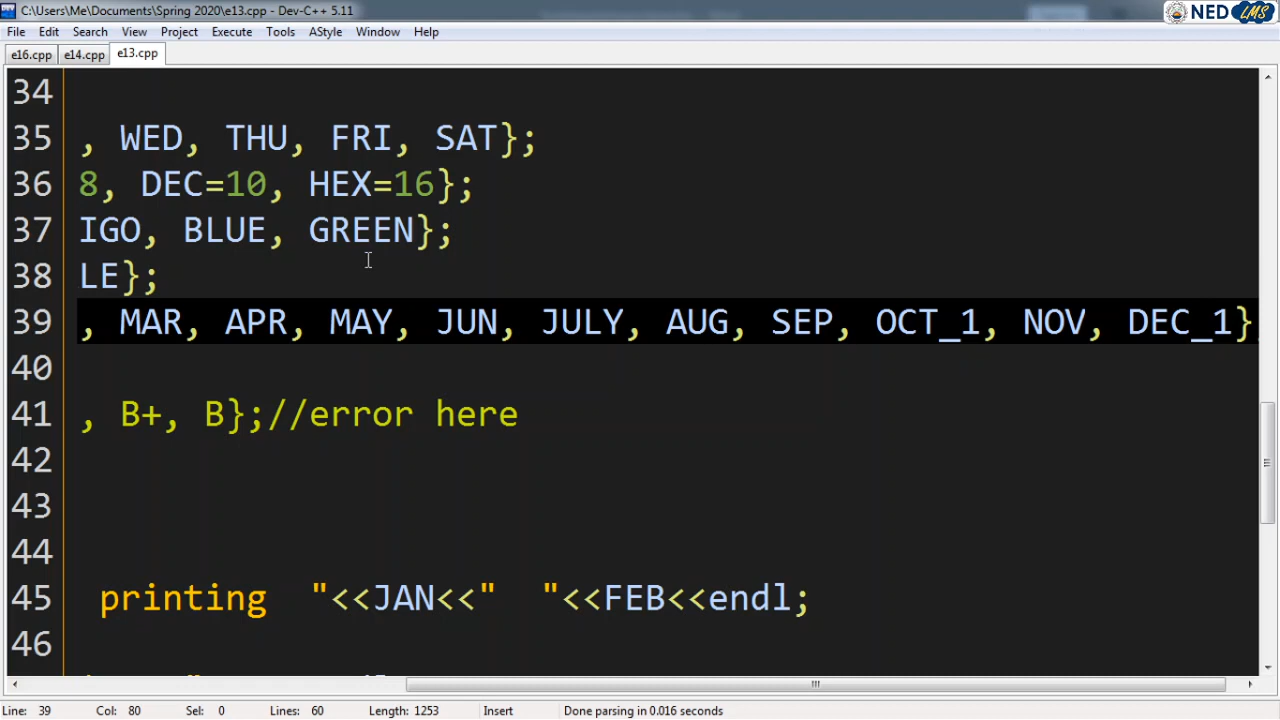 C:\Users\Me\Documents\Spring 2020\e13.cpp - Dev-C++ 5.11
NED LMS
File Edit Search View Project Execute Tools AStyle Window Help
e16.cpp e14.cpp e13.cpp
34
35 , WED, THU, FRI, SAT};
36 8, DEC=10, HEX=16};
37 IGO, BLUE, GREEN};
38 LE};
39 , MAR, APR, MAY, JUN, JULY, AUG, SEP, OCT_1, NOV, DEC_1}
40
41 , B+, B};//error here
42
43
44
45 printing "<<JAN<<" "<<FEB<<endl;
46
Line: 39 Col: 80 Sel: 0 Lines: 60 Length: 1253 Insert Done parsing in 0.016 seconds